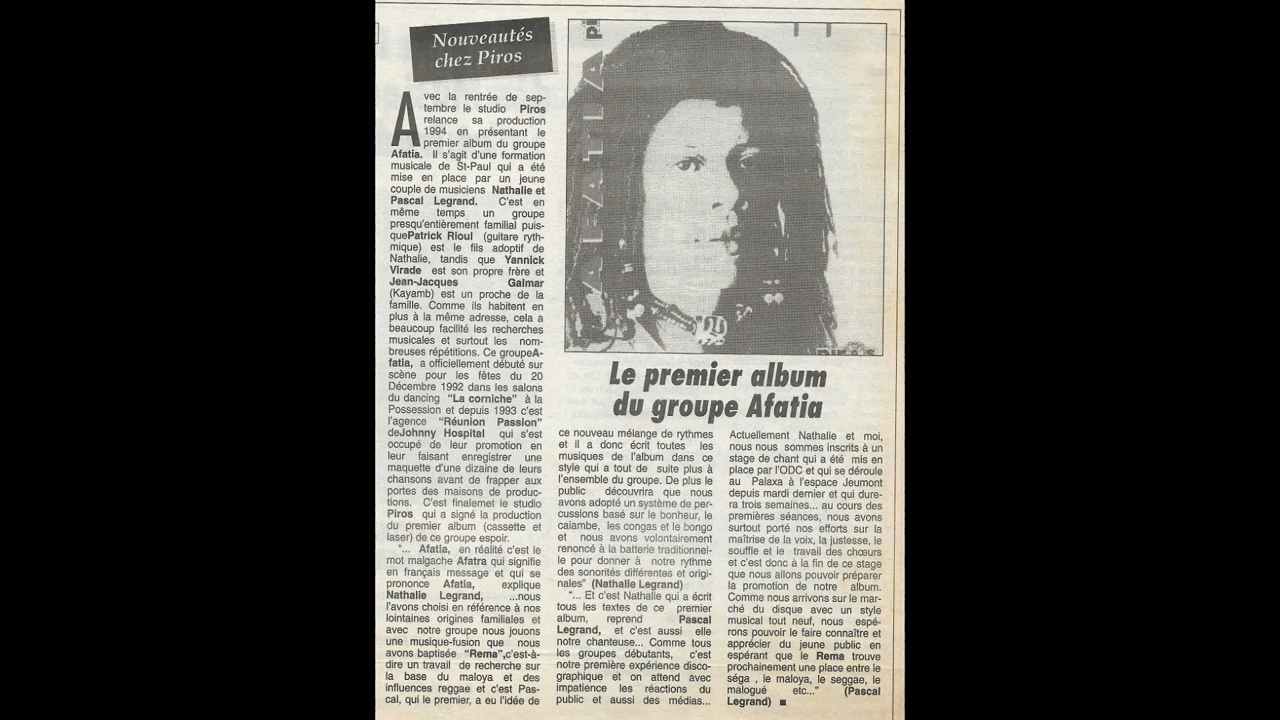 Nouveautés
chez Piros
Avec la rentrée de sep-
tembre le studio Piros
relance sa production
1994 en présentant le
premier album du groupe
Afatia. Il s'agit d'une formation
musicale de St-Paul qui a été
mise en place par un jeune
couple de musiciens Nathalie et
Pascal Legrand. C'est en
même temps un groupe
presqu'entièrement familial puis-
quePatrick Rioul (guitare ryth-
mique) est le fils adoptif de
Nathalie, tandis que Yannick
Virade est son propre frère et
Jean-Jacques Galmar
(Kayamb) est un proche de la
famille. Comme ils habitent en
plus à la même adresse, cela a
beaucoup facilité les recherches
musicales et surtout les nom-
breuses répétitions. Ce groupeA-
fatia, a officiellement débuté sur
scène pour les fêtes du 20
Décembre 1992 dans les salons
du dancing "La corniche" à la
Possession et depuis 1993 c'est
l'agence "Réunion Passion"
deJohnny Hospital qui s'est
occupé de leur promotion en
leur faisant enregistrer une
maquette d'une dizaine de leurs
chansons avant de frapper aux
portes des maisons de produc-
tions. C'est finalemet le studio
Piros qui a signé la production
du premier album (cassette et
laser) de ce groupe espoir.
"... Afatia, en réalité c'est le
mot malgache Afatra qui signifie
en français message et qui se
prononce Afatia, explique
Nathalie Legrand, ...nous
l'avons choisi en référence à nos
lointaines origines familiales et
avec notre groupe nous jouons
une musique-fusion que nous
avons baptisée "Rema",c'est-à-
dire un travail de recherche sur
la base du maloya et des
influences reggae et c'est Pas-
cal, qui le premier, a eu l'idée de
AFATIA
Le premier album
du groupe Afatia
ce nouveau mélange de rythmes
et il a donc écrit toutes les
musiques de l'album dans ce
style qui a tout de suite plus à
l'ensemble du groupe. De plus le
public découvrira que nous
avons adopté un système de per-
cussions basé sur le bonheur, le
calambe, les congas et le bongo
et nous avons volontairement
renoncé à la batterie traditionnel-
le pour donner à notre rythme
des sonorités différentes et origi-
nales" (Nathalie Legrand)
"... Et c'est Nathalie qui a écrit
tous les textes de ce premier
album, reprend Pascal
Legrand, et c'est aussi elle
notre chanteuse... Comme tous
les groupes débutants, c'est
notre première expérience disco-
graphique et on attend avec
impatience les réactions du
public et aussi des médias...
Actuellement Nathalie et moi,
nous nous sommes inscrits à un
stage de chant qui a été mis en
place par l'ODC et qui se déroule
au Palaxa à l'espace Jeumont
depuis mardi dernier et qui dure-
ra trois semaines... au cours des
premières séances, nous avons
surtout porté nos efforts sur la
maîtrise de la voix, la justesse, le
souffle et le travail des chœurs
et c'est donc à la fin de ce stage
que nous allons pouvoir préparer
la promotion de notre album.
Comme nous arrivons sur le mar-
ché du disque avec un style
musical tout neuf, nous espé-
rons pouvoir le faire connaître et
apprécier du jeune public en
espérant que le Rema trouve
prochainement une place entre le
séga , le maloya, le seggae, le
malogué etc..." (Pascal
Legrand) ■